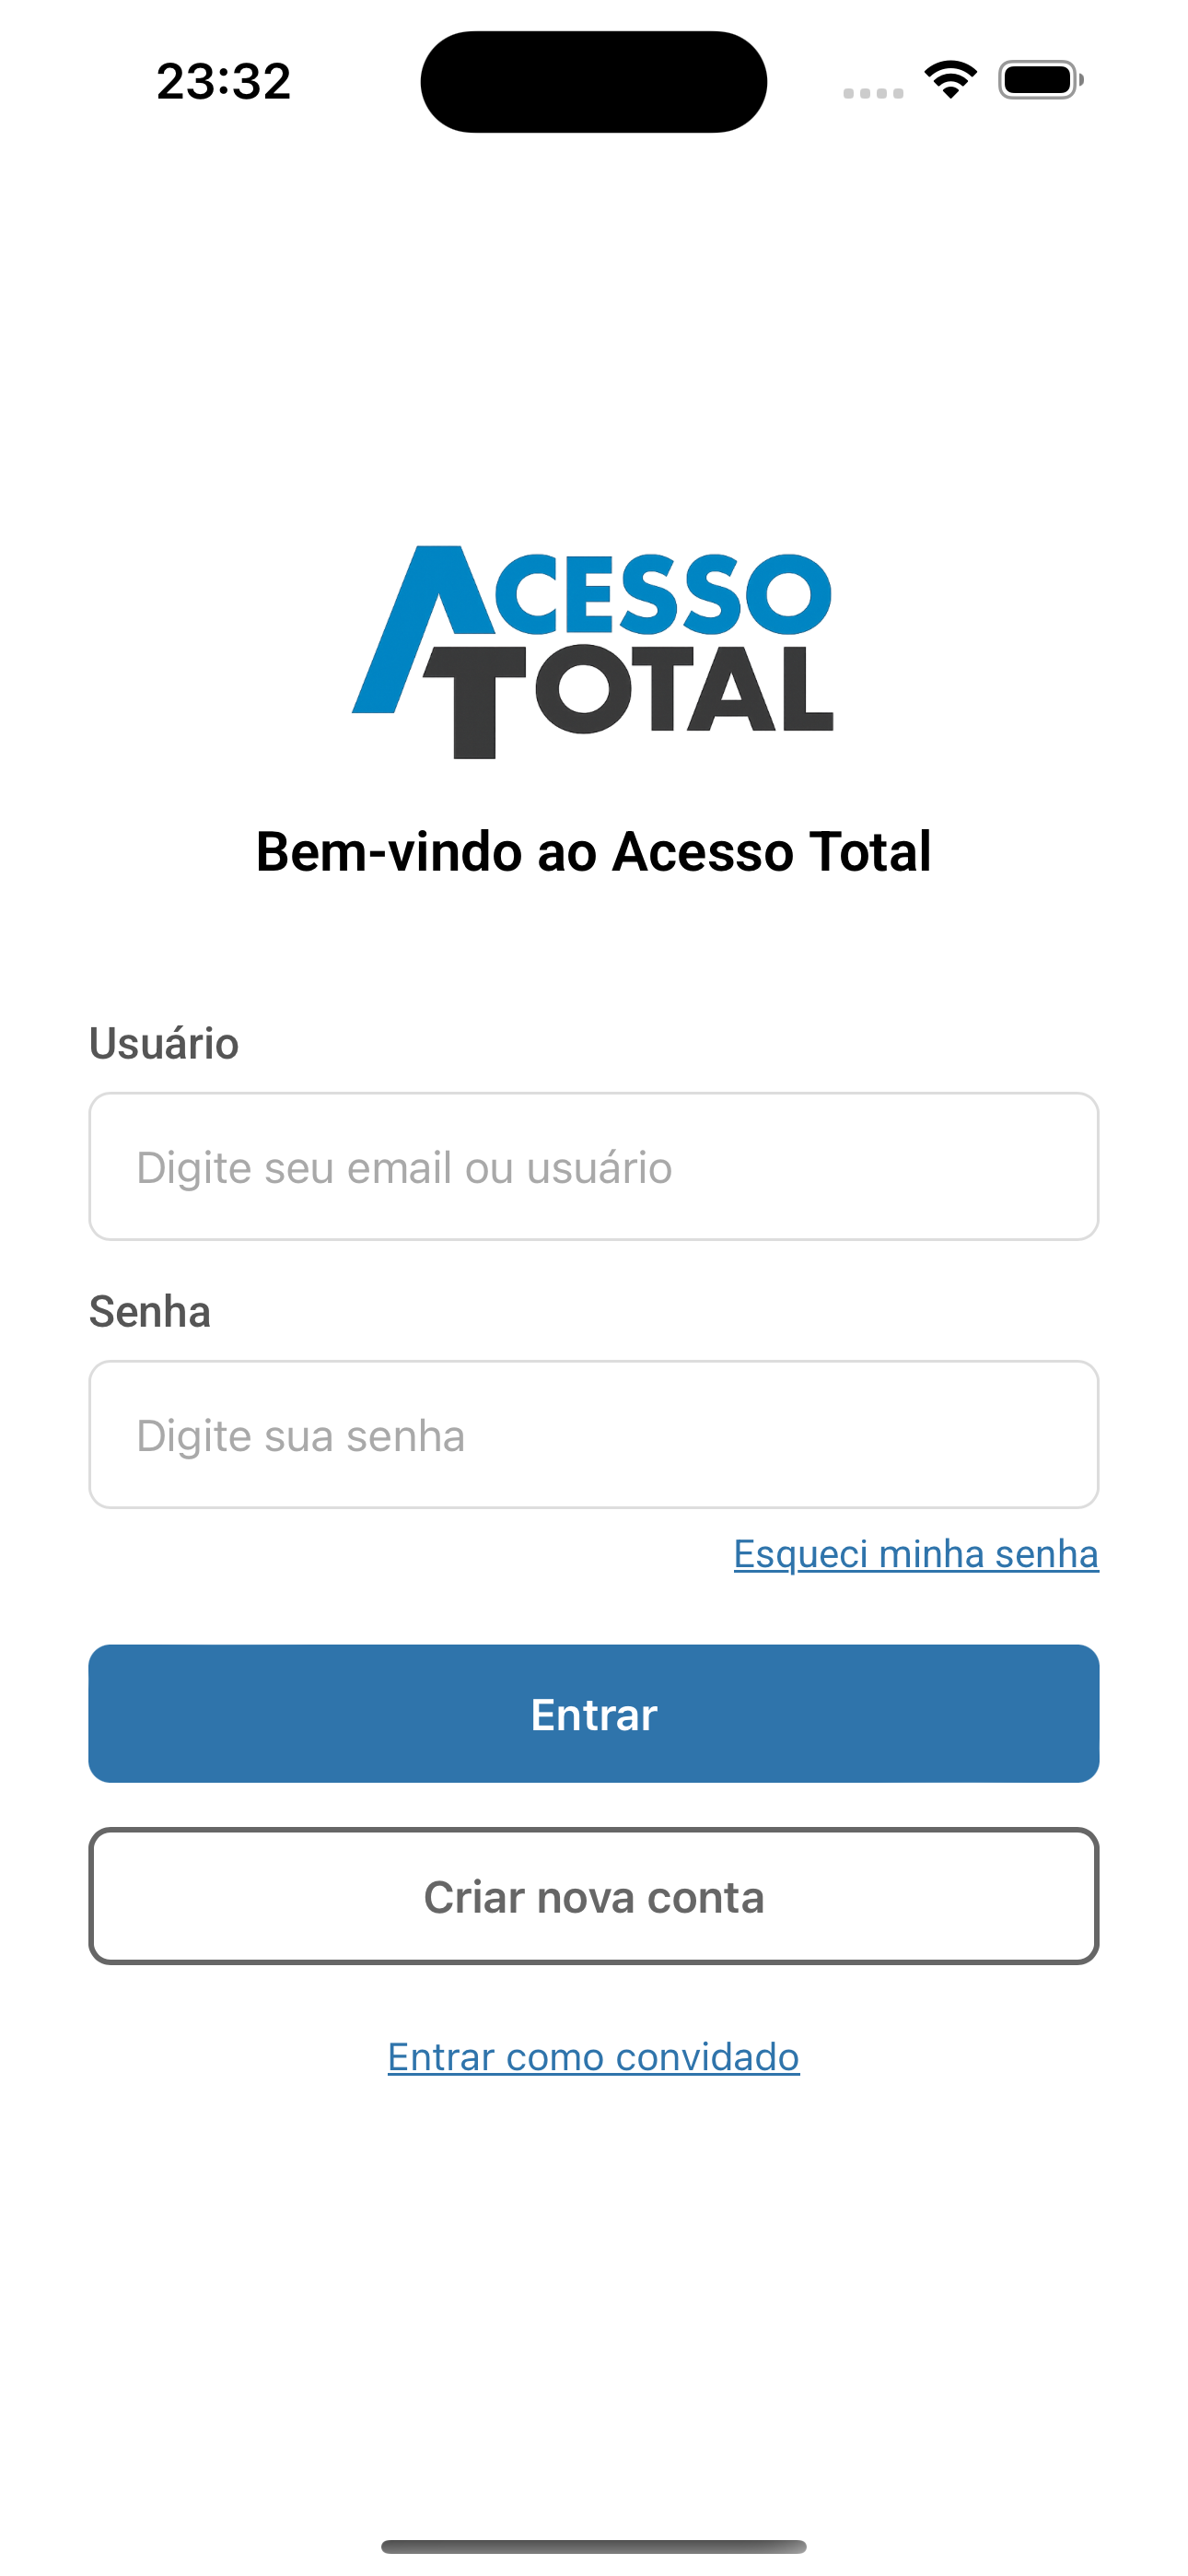 23:32
ACESSO
TOTAL
Bem-vindo ao Acesso Total
Usuário
Digite seu email ou usuário
Senha
Digite sua senha
Esqueci minha senha
Entrar
Criar nova conta
Entrar como convidado